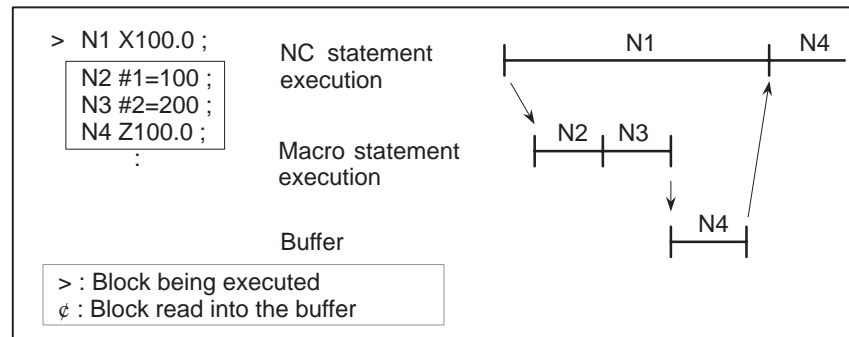 > N1 X100.0 ;
N2 #1=100 ;
N3 #2=200 ;
N4 Z100.0 ;
:
NC statement
execution
N1
N4
Macro statement
execution
N2
N3
Buffer
N4
> : Block being executed
¢ : Block read into the buffer